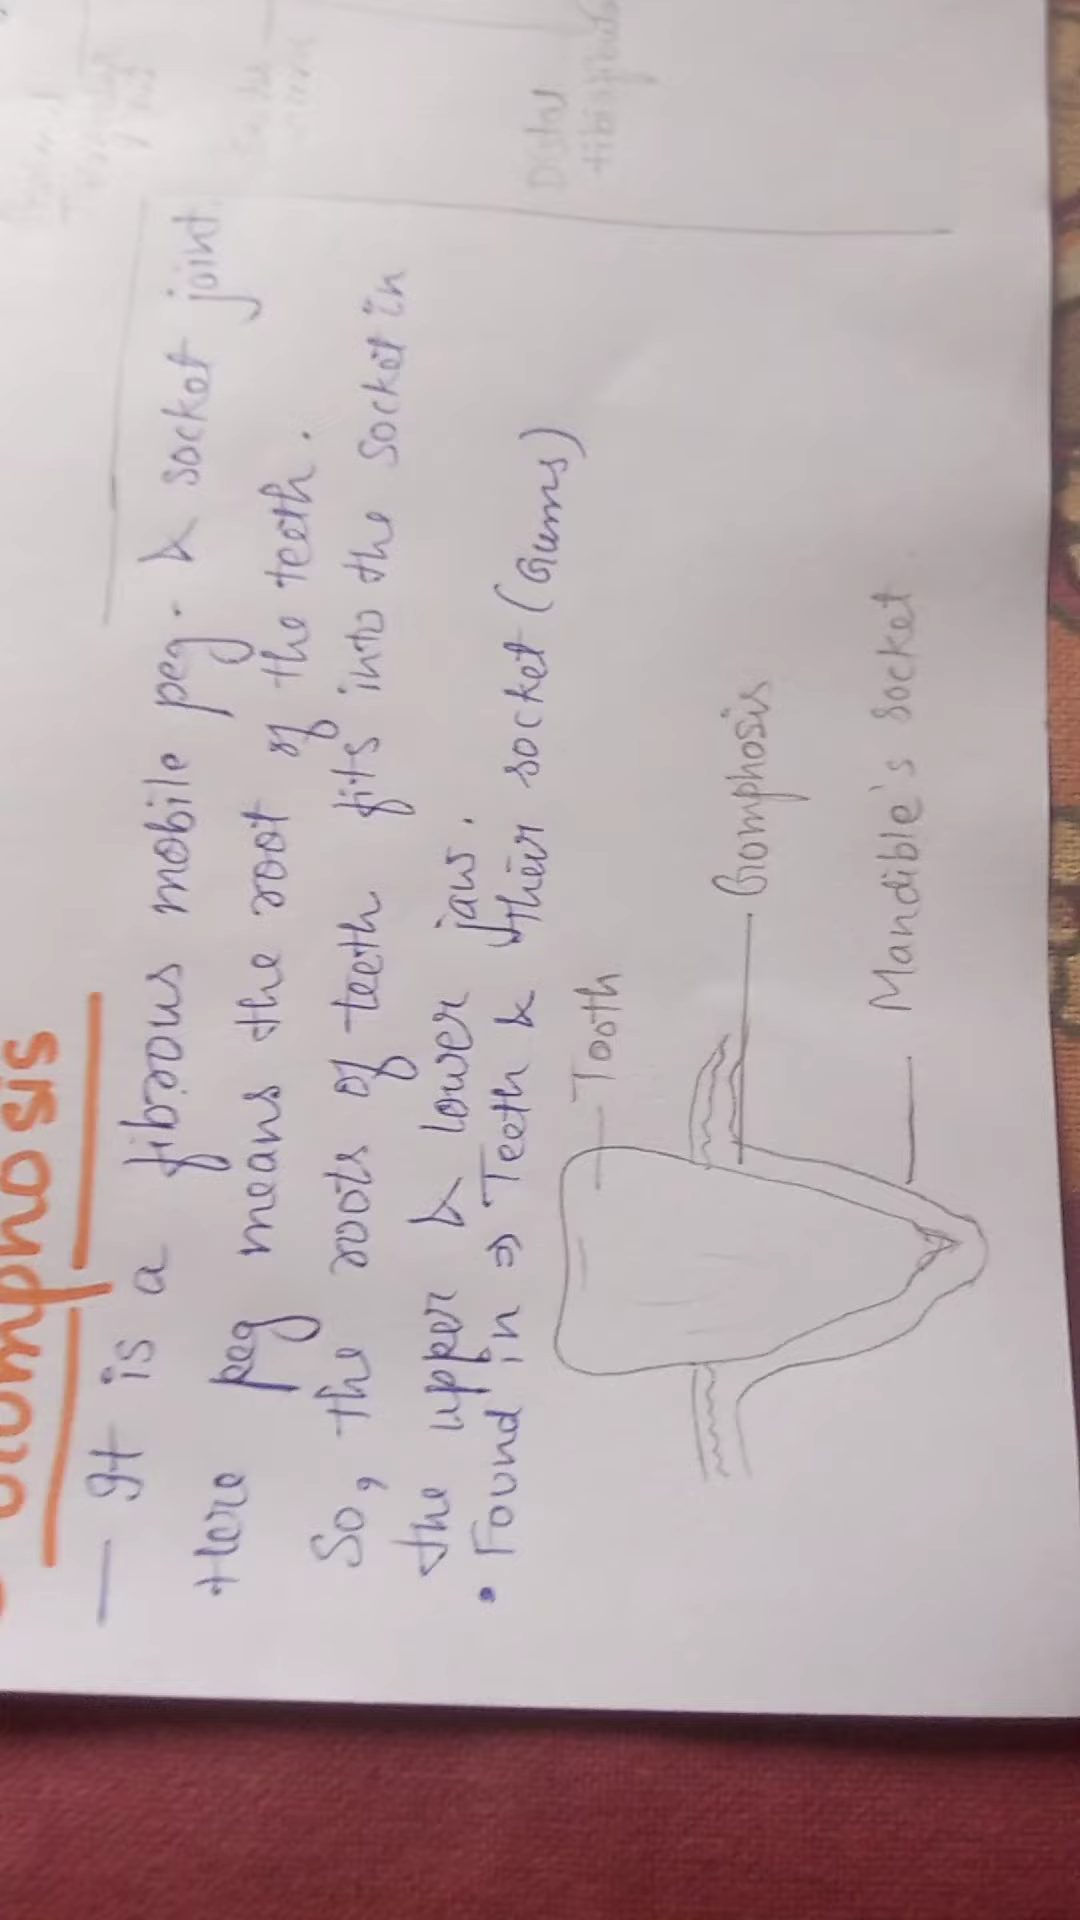 Gomphosis
— It is a fibrous mobile peg. & socket joint
Here peg means the root of the teeth.
So, the roots of teeth fits into the socket in
the upper & lower jaw.
• Found in ⇒ Teeth & their socket (Gums)
Tooth
Gomphosis
Mandible's socket
Distal